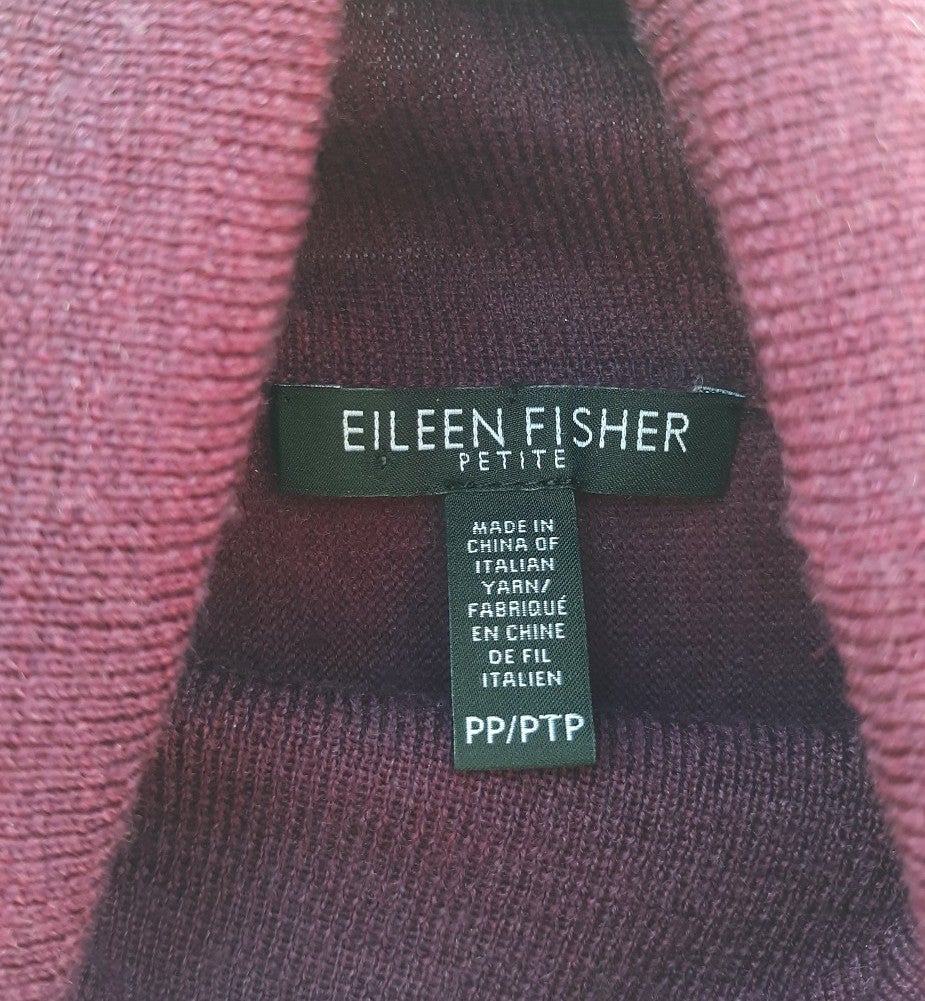 EILEEN FISHER
PETITE
MADE IN
CHINA OF
ITALIAN
YARN/
FABRIQUÉ
EN CHINE
DE FIL
ITALIEN
PP/PTP